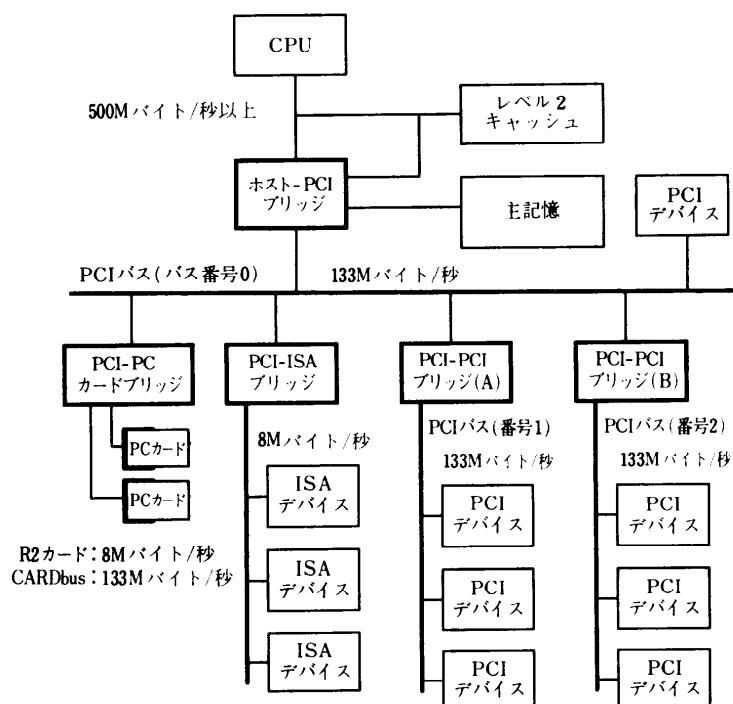 CPU
500Mバイト/秒以上
レベル2
キャッシュ
ホスト-PCI
ブリッジ
主記憶
PCI
デバイス
PCIバス(バス番号0)
133Mバイト/秒
PCI-PC
カードブリッジ
PCI-ISA
ブリッジ
PCI-PCI
ブリッジ(A)
PCI-PCI
ブリッジ(B)
PCカード
PCカード
R2カード:8Mバイト/秒
CARDbus:133Mバイト/秒
8Mバイト/秒
ISA
デバイス
ISA
デバイス
ISA
デバイス
PCIバス(番号1)
133Mバイト/秒
PCI
デバイス
PCI
デバイス
PCI
デバイス
PCIバス(番号2)
133Mバイト/秒
PCI
デバイス
PCI
デバイス
PCI
デバイス